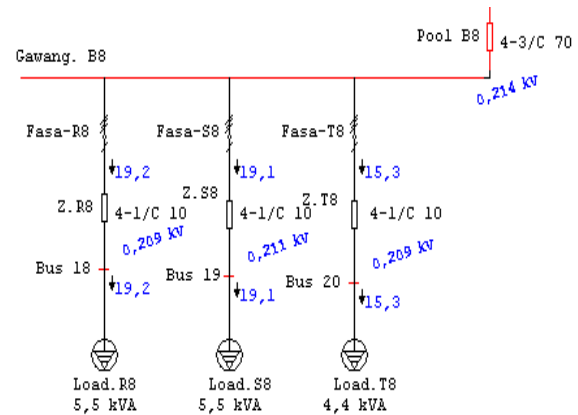 Pool B8
4-3/C 70
Gawang. B8
0,214 kV
Fasa-R8
Fasa-S8
Fasa-T8
19,2
19,1
15,3
Z.R8
4-1/C 10
Z.S8
4-1/C 10
Z.T8
4-1/C 10
0,209 kV
0,211 kV
0,209 kV
Bus 18
Bus 19
Bus 20
19,2
19,1
15,3
Load.R8
5,5 kVA
Load.S8
5,5 kVA
Load.T8
4,4 kVA